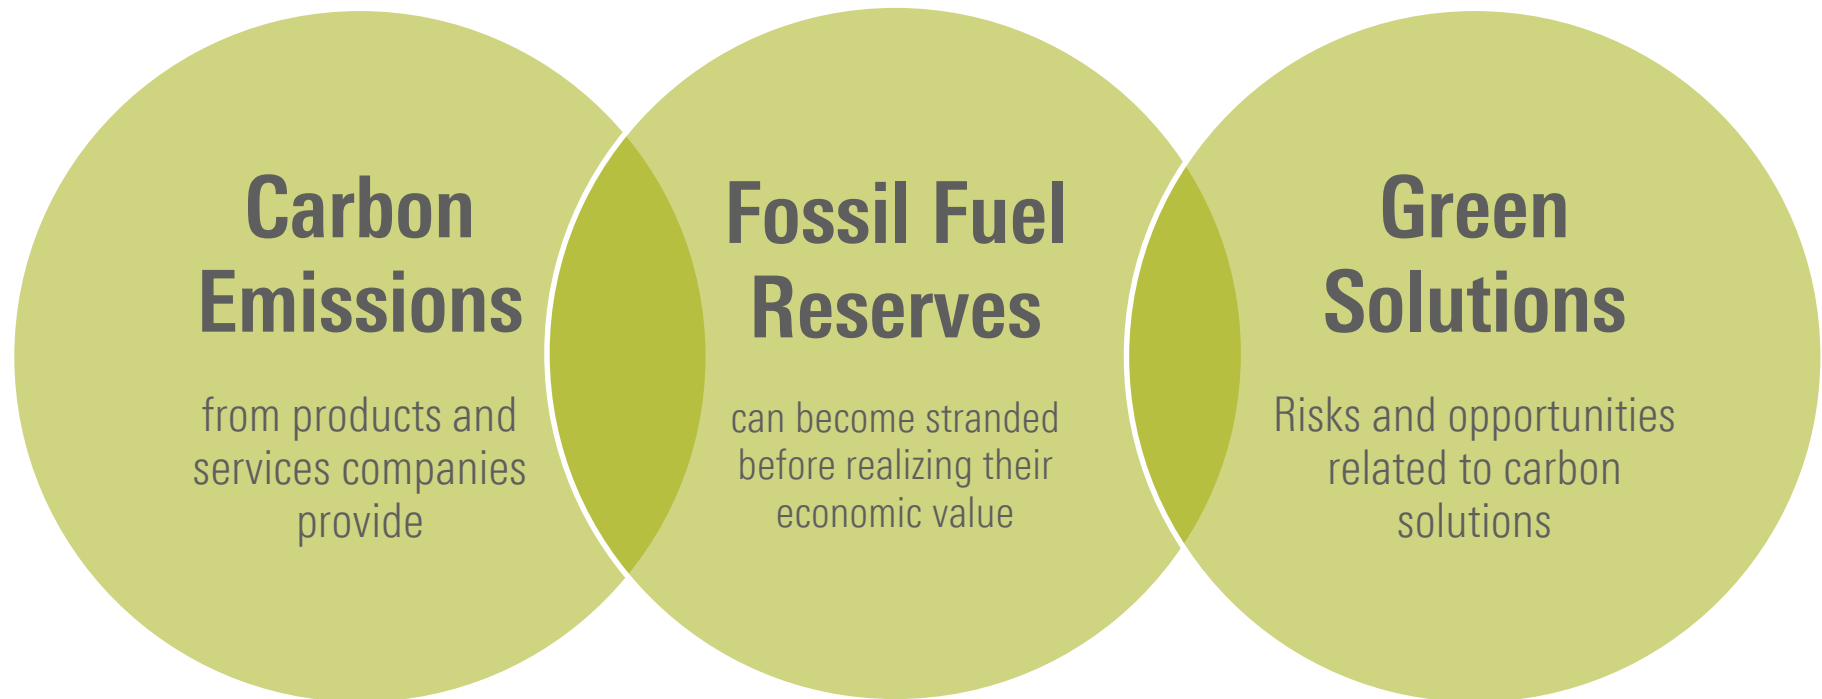 Carbon
Emissions
from products and
services companies
provide
Fossil Fuel
Reserves
can become stranded
before realizing their
economic value
Green
Solutions
Risks and opportunities
related to carbon
solutions